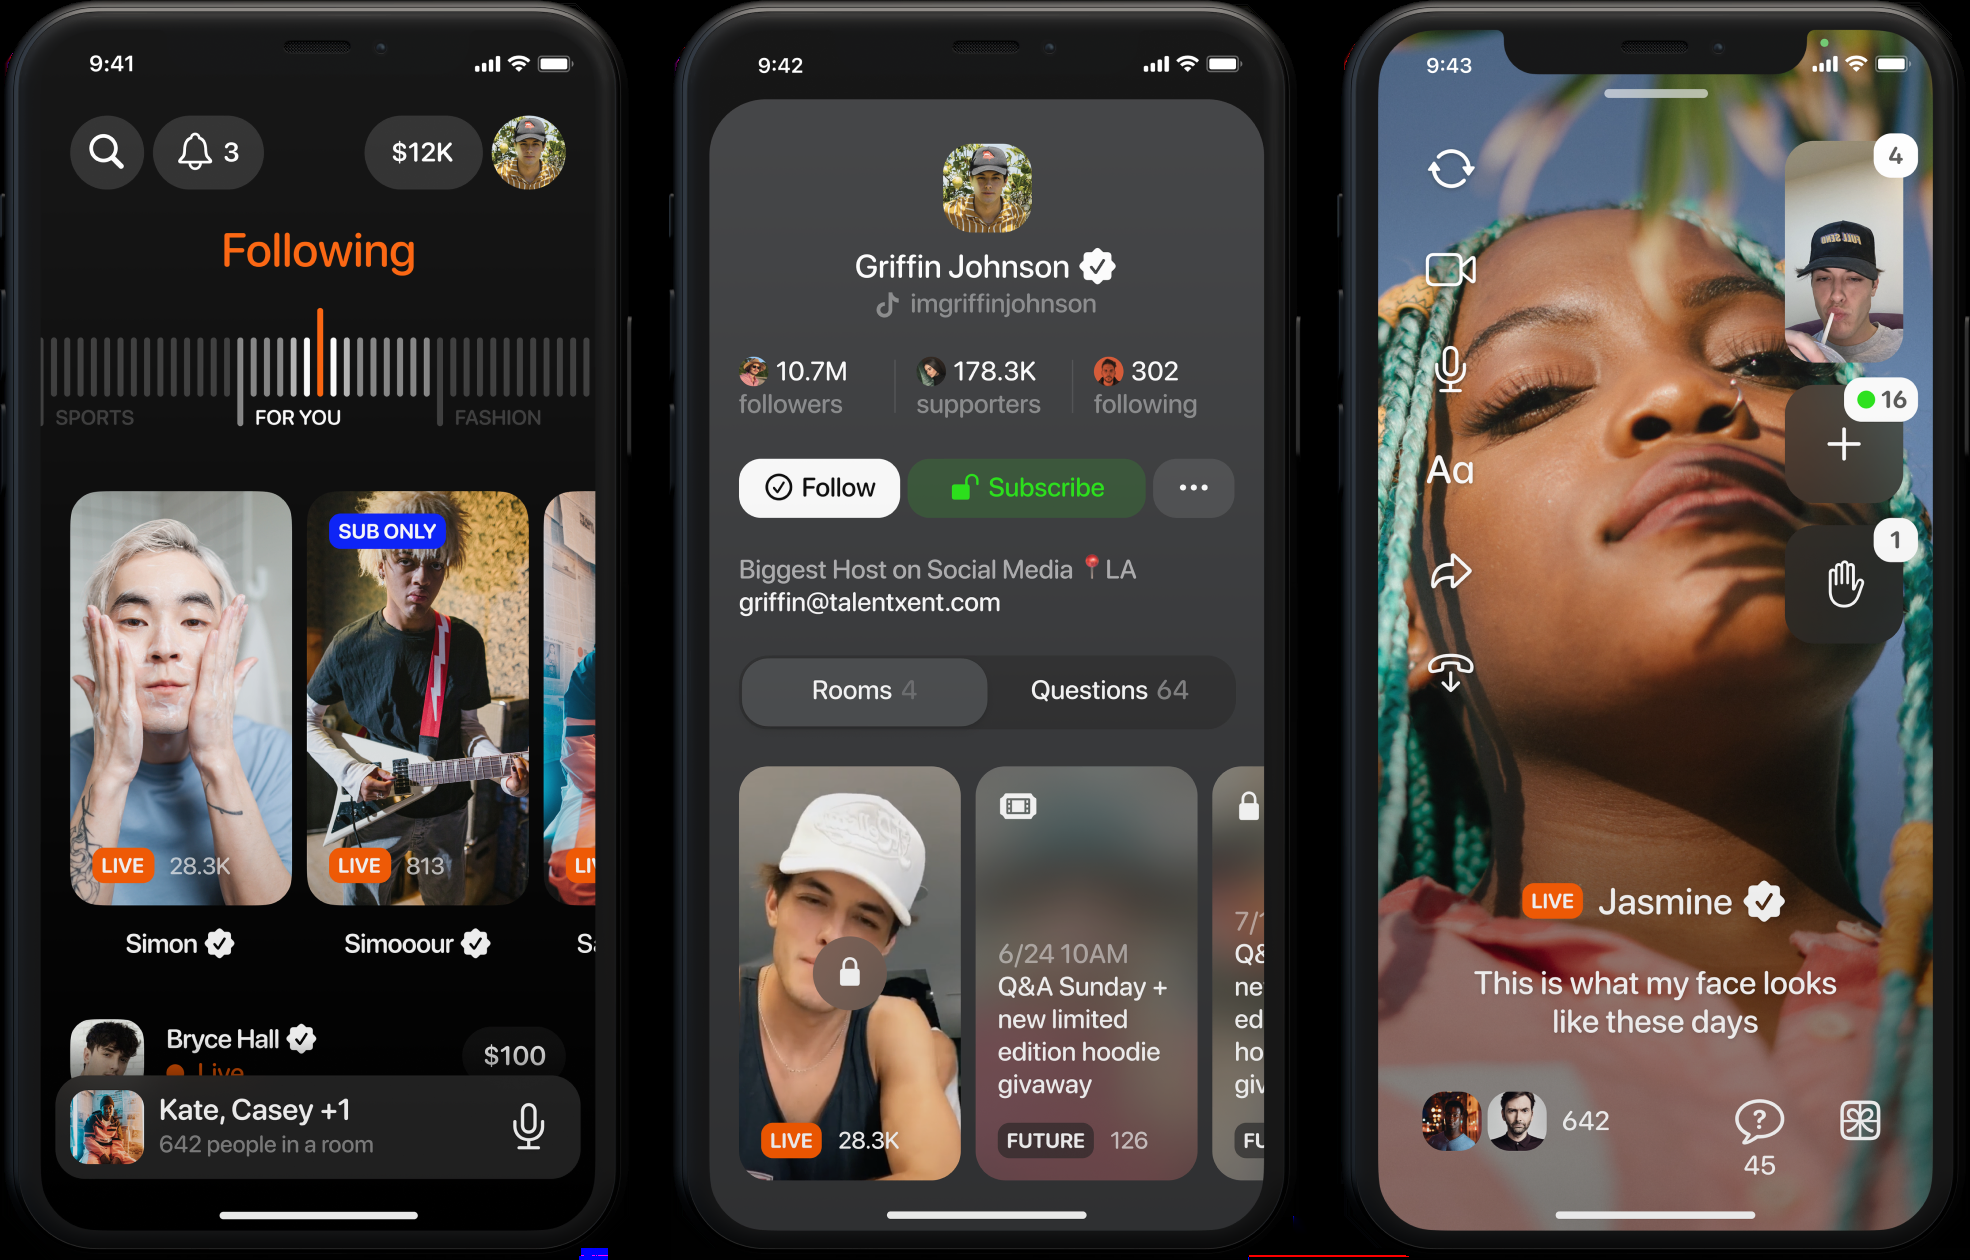 9:41
3
$12K
Following
SPORTS
FOR YOU
FASHION
SUB ONLY
LIVE 28.3K
LIVE 813
LIV
Simon
Simooour
Sa
Bryce Hall
Live
$100
Kate, Casey +1
642 people in a room
9:42
Griffin Johnson
imgriffinjohnson
10.7M
followers
178.3K
supporters
302
following
Follow
Subscribe
Biggest Host on Social Media 📍LA
griffin@talentxent.com
Rooms 4
Questions 64
LIVE 28.3K
6/24 10AM
Q&A Sunday +
new limited
edition hoodie
givaway
FUTURE 126
7/
Q&
ne
ed
ho
giv
FU
9:43
4
16
Aa
1
LIVE Jasmine
This is what my face looks
like these days
642
45